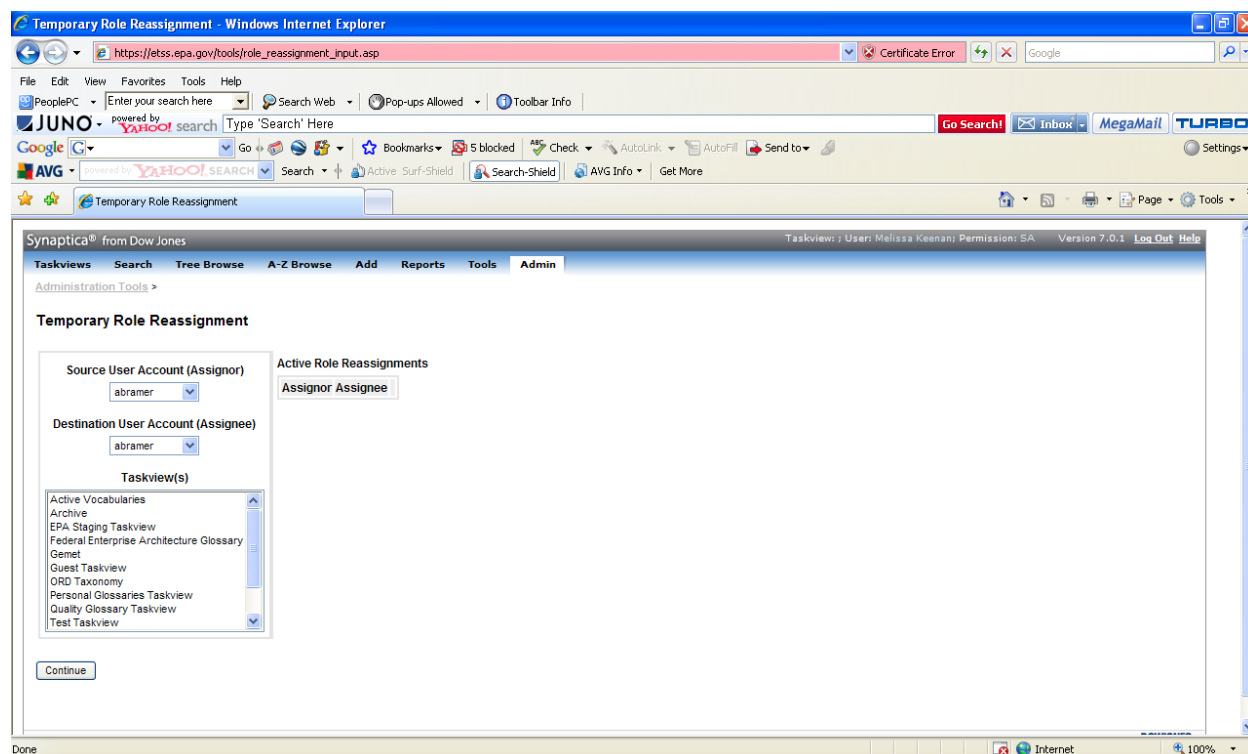 Temporary Role Reassignment - Windows Internet Explorer
https://etss.epa.gov/tools/role_reassignment_input.asp Certificate Error Google
File Edit View Favorites Tools Help
PeoplePC Enter your search here Search Web Pop-ups Allowed Toolbar Info
JUNO powered by YAHOO! search Type 'Search' Here Go Search! Inbox MegaMail TURBO
Google G Go Bookmarks 5 blocked ABC Check AutoLink AutoFill Send to Settings
AVG powered by YAHOO! SEARCH Search Active Surf-Shield Search-Shield AVG Info Get More
Temporary Role Reassignment Page Tools
Synaptica® from Dow Jones Taskview: ; User: Melissa Keenan; Permission: SA Version 7.0.1 Log Out Help
Taskviews Search Tree Browse A-Z Browse Add Reports Tools Admin
Administration Tools >
Temporary Role Reassignment
Source User Account (Assignor)
abramer
Destination User Account (Assignee)
abramer
Taskview(s)
Active Vocabularies
Archive
EPA Staging Taskview
Federal Enterprise Architecture Glossary
Gemet
Guest Taskview
ORD Taxonomy
Personal Glossaries Taskview
Quality Glossary Taskview
Test Taskview
Active Role Reassignments
Assignor Assignee
Continue
Done Internet 100%